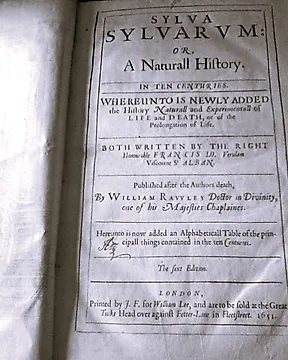 SYLVA
SYLVARVM:
OR,
A Naturall History.
IN TEN CENTURIES.
WHEREUNTO IS NEWLY ADDED
the History Naturall and Experimentall of
LIFE and DEATH, or of the
Prolongation of Life.
BOTH WRITTEN BY THE RIGHT
Honorable FRANCIS LO. Verulam
Viscount St ALBAN.
Published after the Authors death,
By WILLIAM RAWLEY Doctor in Divinity,
one of his Majesties Chaplaines.
Hereunto is now added an Alphabeticall Table of the prin-
cipall things contained in the ten Centuries.
The sixt Edition.
LONDON,
Printed by J. F. for William Lee, and are to be sold at the Great
Turks Head over against Fetter-Lane in Fleetstreet. 1651.